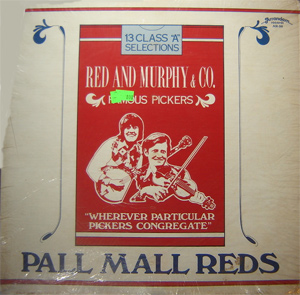 13 CLASS "A"
SELECTIONS
RED AND MURPHY & CO.
FAMOUS PICKERS
"WHEREVER PARTICULAR
PICKERS CONGREGATE"
PALL MALL REDS